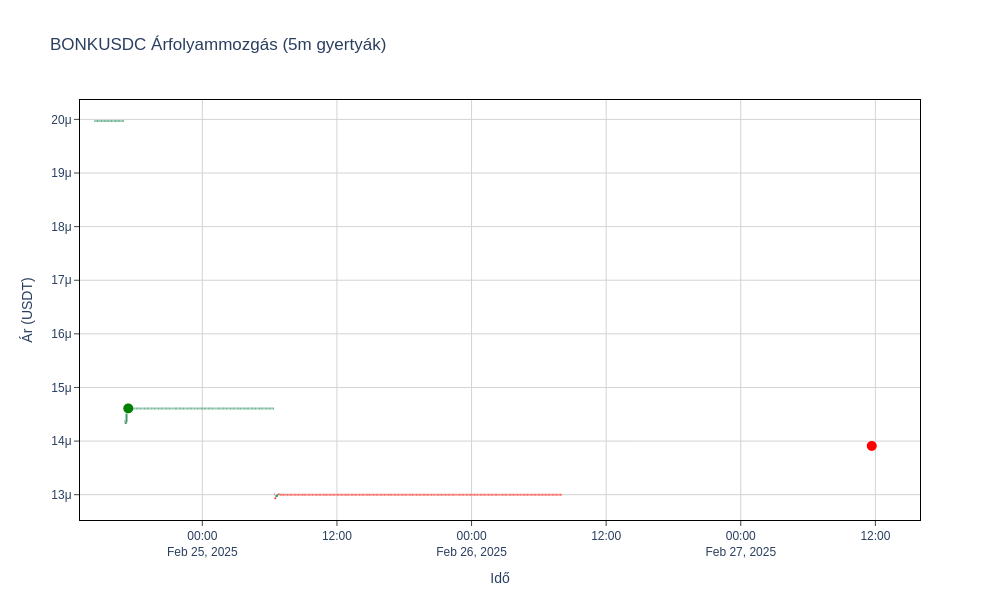 BONKUSDC Árfolyammozgás (5m gyertyák)
20μ
19μ
18μ
17μ
16μ
15μ
14μ
13μ
Ár (USDT)
00:00
Feb 25, 2025
12:00
00:00
Feb 26, 2025
12:00
00:00
Feb 27, 2025
12:00
Idő